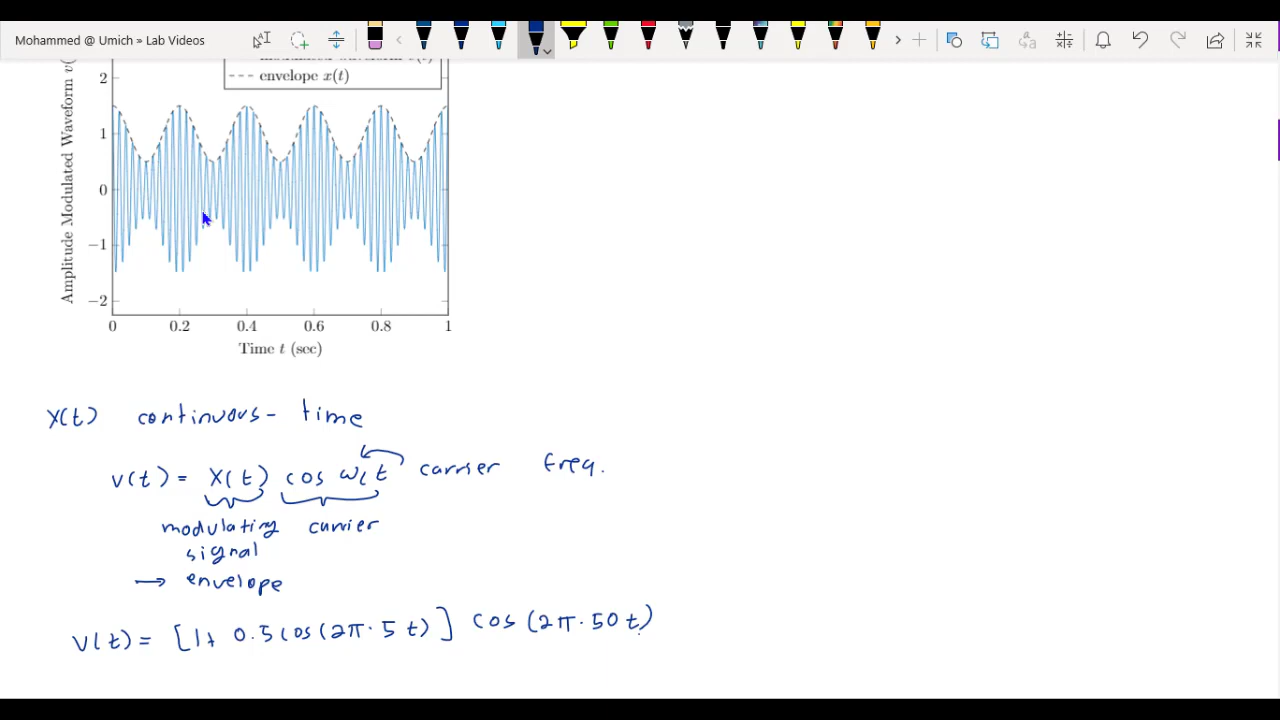 Mohammed @ Umich » Lab Videos
Amplitude Modulated Waveform v(
2
1
0
−1
−2
envelope x(t)
0 0.2 0.4 0.6 0.8 1
Time t (sec)
x(t) continuous-time
v(t) = x(t) cos ωct carrier freq.
modulating carrier
signal
→ envelope
v(t) = [1+ 0.5 cos(2π·5 t)] cos(2π·50t)